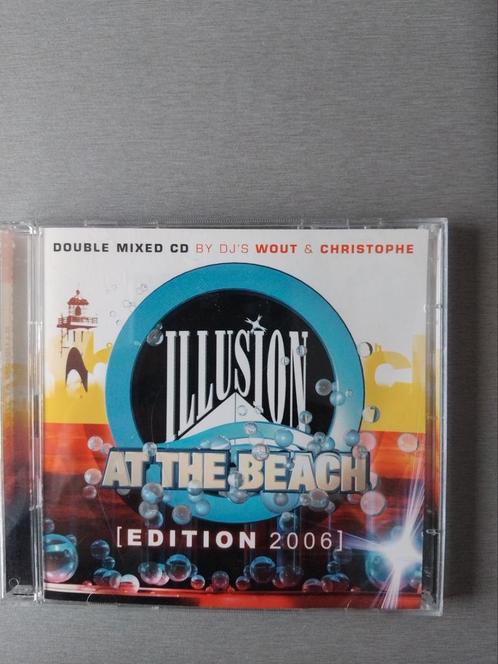 DOUBLE MIXED CD BY DJ'S WOUT & CHRISTOPHE
ILLUSION
AT THE BEACH
[EDITION 2006]